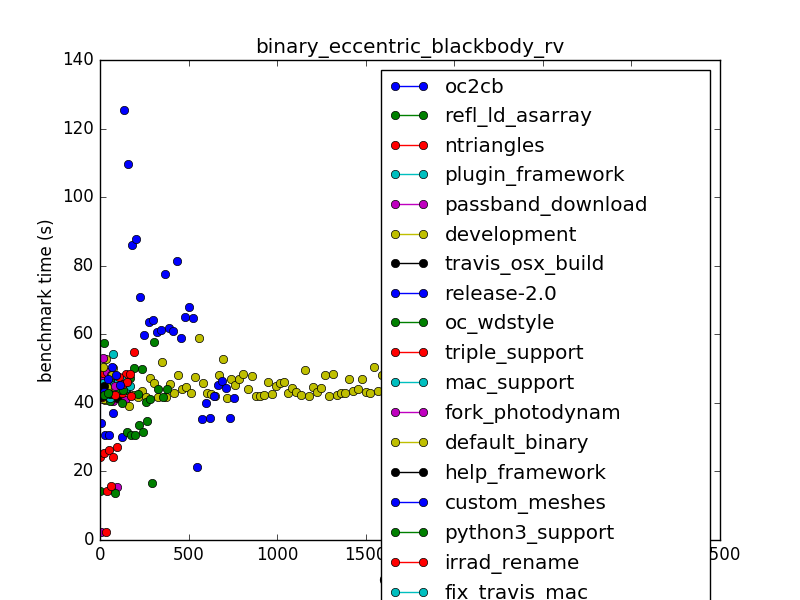 binary_eccentric_blackbody_rv
benchmark time (s)
140
120
100
80
60
40
20
0
0
500
1000
1500
500
oc2cb
refl_ld_asarray
ntriangles
plugin_framework
passband_download
development
travis_osx_build
release-2.0
oc_wdstyle
triple_support
mac_support
fork_photodynam
default_binary
help_framework
custom_meshes
python3_support
irrad_rename
fix_travis_mac